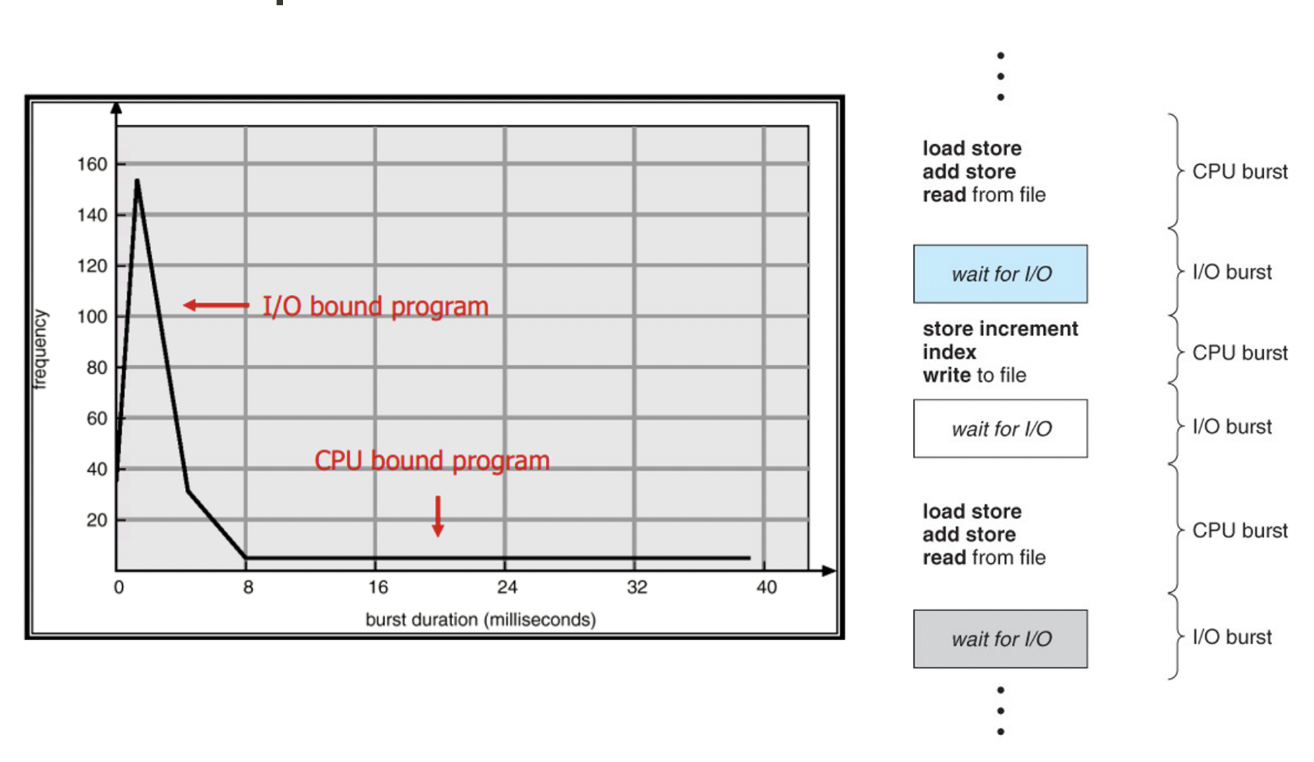 160
140
120
100
80
60
40
20
frequency
I/O bound program
CPU bound program
0 8 16 24 32 40
burst duration (milliseconds)
load store
add store
read from file
CPU burst
wait for I/O
I/O burst
store increment
index
write to file
CPU burst
wait for I/O
I/O burst
load store
add store
read from file
CPU burst
wait for I/O
I/O burst